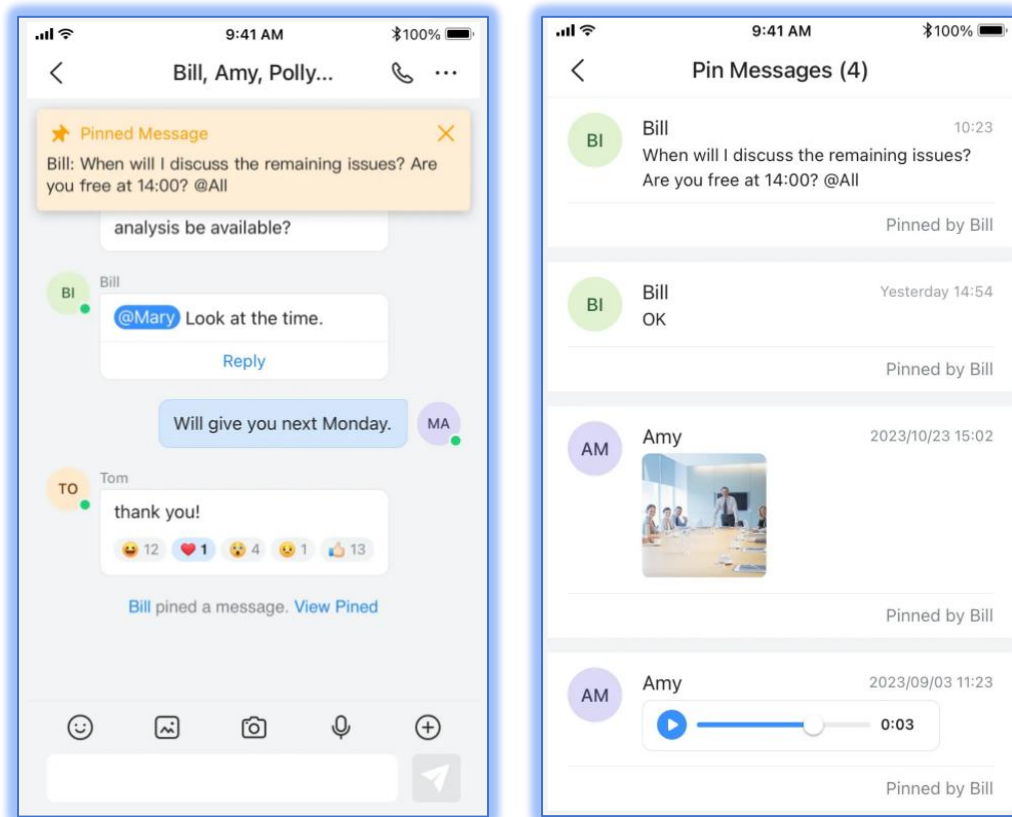 9:41 AM
100%
Bill, Amy, Polly...
Pinned Message
Bill: When will I discuss the remaining issues? Are
you free at 14:00? @All
analysis be available?
BI
Bill
@Mary Look at the time.
Reply
Will give you next Monday.
MA
TO
Tom
thank you!
12
1
4
1
13
Bill pined a message. View Pined
9:41 AM
100%
Pin Messages (4)
BI
Bill
10:23
When will I discuss the remaining issues?
Are you free at 14:00? @All
Pinned by Bill
BI
Bill
Yesterday 14:54
OK
Pinned by Bill
AM
Amy
2023/10/23 15:02
Pinned by Bill
AM
Amy
2023/09/03 11:23
0:03
Pinned by Bill